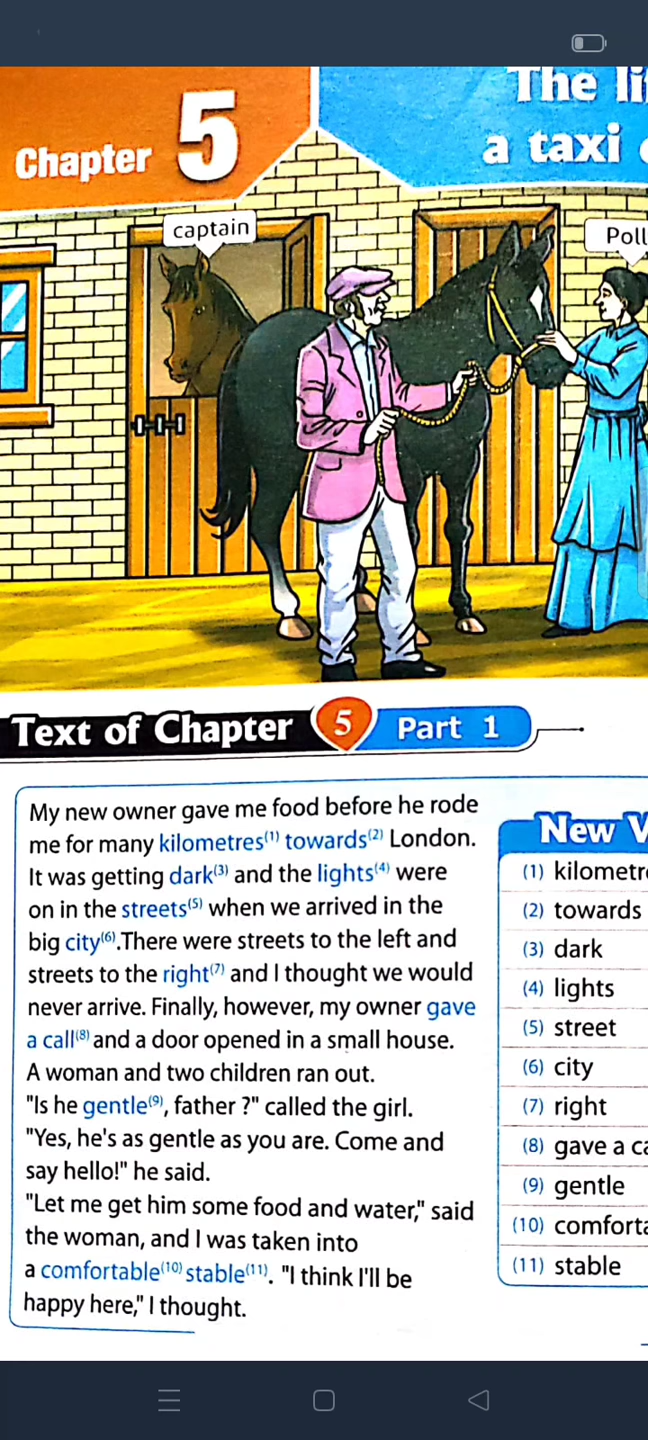 Chapter 5
The
a taxi
captain
Text of Chapter 5 Part 1
My new owner gave me food before he rode
me for many kilometres(1) towards(2) London.
It was getting dark(3) and the lights(4) were
on in the streets(5) when we arrived in the
big city(6).There were streets to the left and
streets to the right(7) and I thought we would
never arrive. Finally, however, my owner gave
a call(8) and a door opened in a small house.
A woman and two children ran out.
"Is he gentle(9), father ?" called the girl.
"Yes, he's as gentle as you are. Come and
say hello!" he said.
"Let me get him some food and water," said
the woman, and I was taken into
a comfortable(10) stable(11). "I think I'll be
happy here," I thought.
New
(1) kilometr
(2) towards
(3) dark
(4) lights
(5) street
(6) city
(7) right
(8) gave a ca
(9) gentle
(10) comforta
(11) stable